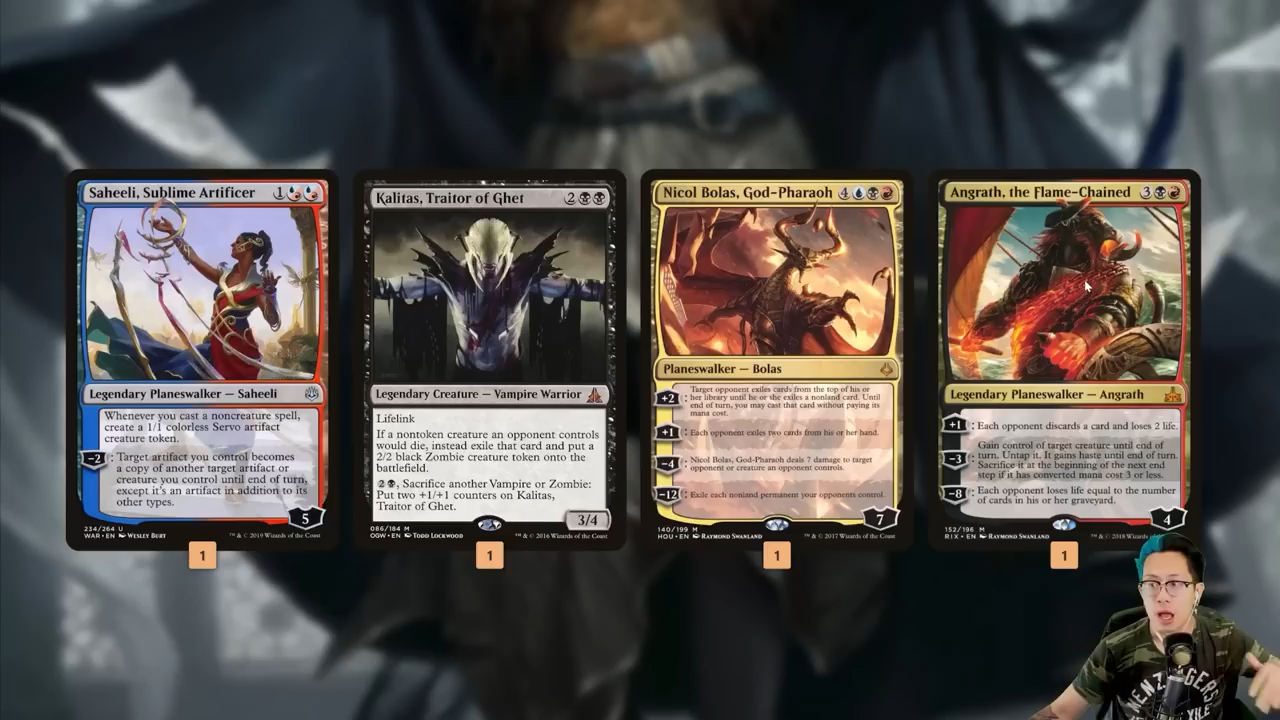 Saheeli, Sublime Artificer 1
Legendary Planeswalker — Saheeli
Whenever you cast a noncreature spell,
create a 1/1 colorless Servo artifact
creature token.
-2 : Target artifact you control becomes
a copy of another target artifact or
creature you control until end of turn,
except it's an artifact in addition to its
other types.
5
234/264 U
WAR • EN Wesley Burt ™ & © 2019 Wizards of the Coast
1
Kalitas, Traitor of Ghet 2
Legendary Creature — Vampire Warrior
Lifelink
If a nontoken creature an opponent controls
would die, instead exile that card and put a
2/2 black Zombie creature token onto the
battlefield.
2 , Sacrifice another Vampire or Zombie:
Put two +1/+1 counters on Kalitas,
Traitor of Ghet.
3/4
086/184 M
OGW • EN Todd Lockwood ™ & © 2016 Wizards of the Coast
1
Nicol Bolas, God-Pharaoh 4
Planeswalker — Bolas
+2 : Target opponent exiles cards from the top of his or
her library until he or she exiles a nonland card. Until
end of turn, you may cast that card without paying its
mana cost.
+1 : Each opponent exiles two cards from his or her hand.
-4 : Nicol Bolas, God-Pharaoh deals 7 damage to target
opponent or creature an opponent controls.
-12 : Exile each nonland permanent your opponents control.
7
140/199 M
HOU • EN Raymond Swanland ™ & © 2017 Wizards of the Coast
1
Angrath, the Flame-Chained 3
Legendary Planeswalker — Angrath
+1 : Each opponent discards a card and loses 2 life.
-3 : Gain control of target creature until end of
turn. Untap it. It gains haste until end of turn.
Sacrifice it at the beginning of the next end
step if it has converted mana cost 3 or less.
-8 : Each opponent loses life equal to the number
of cards in his or her graveyard.
4
152/196 M
RIX • EN Raymond Swanland ™ & © 2018 Wizards of the Coast
1